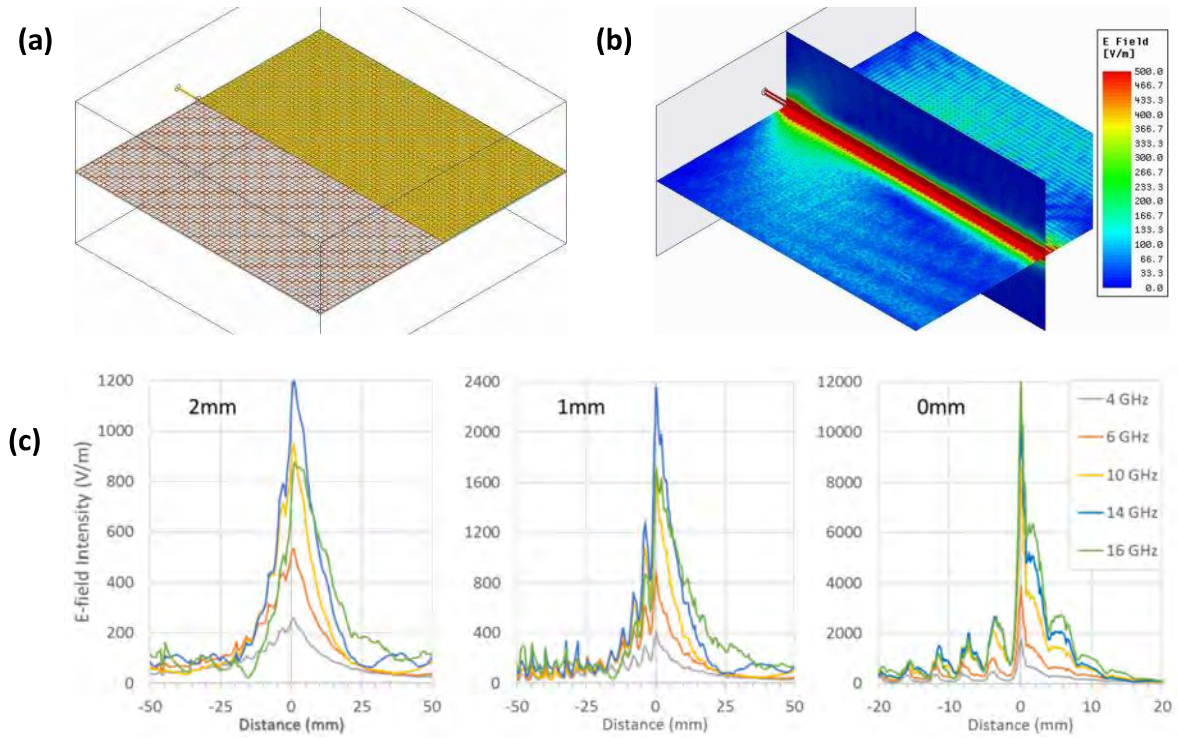 (a)
(b)
E Field
[V/m]
500.0
466.7
433.3
400.0
366.7
333.3
300.0
266.7
233.3
200.0
166.7
133.3
100.0
66.7
33.3
0.0
(c)
E-field Intensity (V/m)
1200
1000
800
600
400
200
0
2mm
-50 -25 0 25 50
Distance (mm)
2400
2000
1600
1200
800
400
0
1mm
-50 -25 0 25 50
Distance (mm)
12000
10000
8000
6000
4000
2000
0
0mm
-20 -10 0 10 20
Distance (mm)
4 GHz
6 GHz
10 GHz
14 GHz
16 GHz